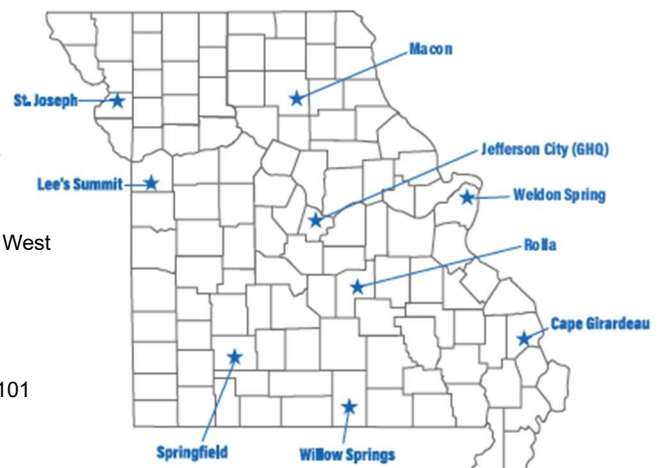 Macon
St. Joseph
Jefferson City (GHQ)
Lee's Summit
Weldon Spring
West
Rolla
Cape Girardeau
101
Springfield
Willow Springs